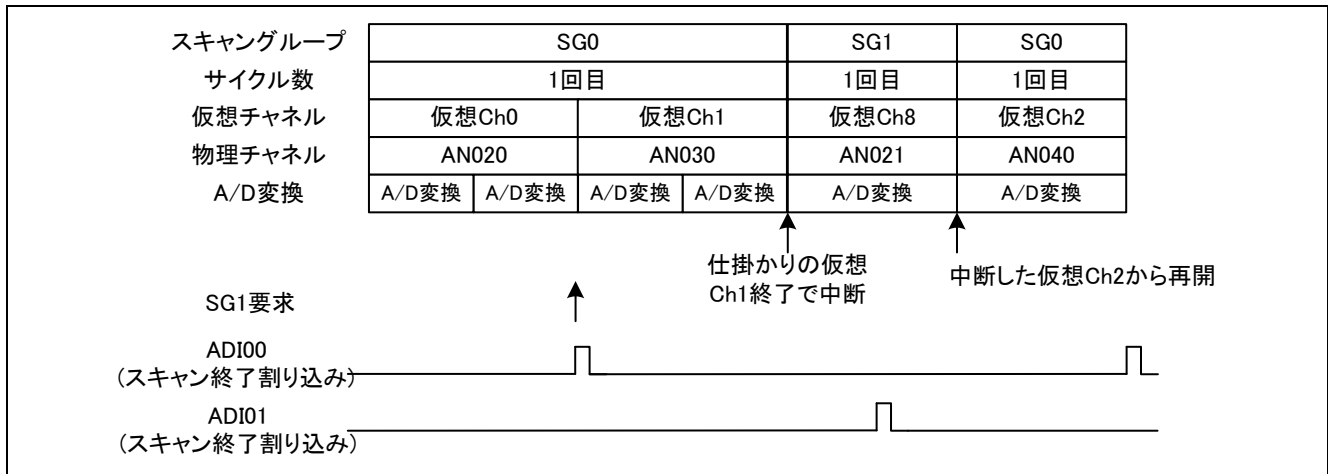 スキャングループ SG0 SG1 SG0
サイクル数 1回目 1回目 1回目
仮想チャネル 仮想Ch0 仮想Ch1 仮想Ch8 仮想Ch2
物理チャネル AN020 AN030 AN021 AN040
A/D変換 A/D変換 A/D変換 A/D変換 A/D変換 A/D変換 A/D変換
仕掛かりの仮想
Ch1終了で中断
中断した仮想Ch2から再開
SG1要求
ADI00
(スキャン終了割り込み)
ADI01
(スキャン終了割り込み)